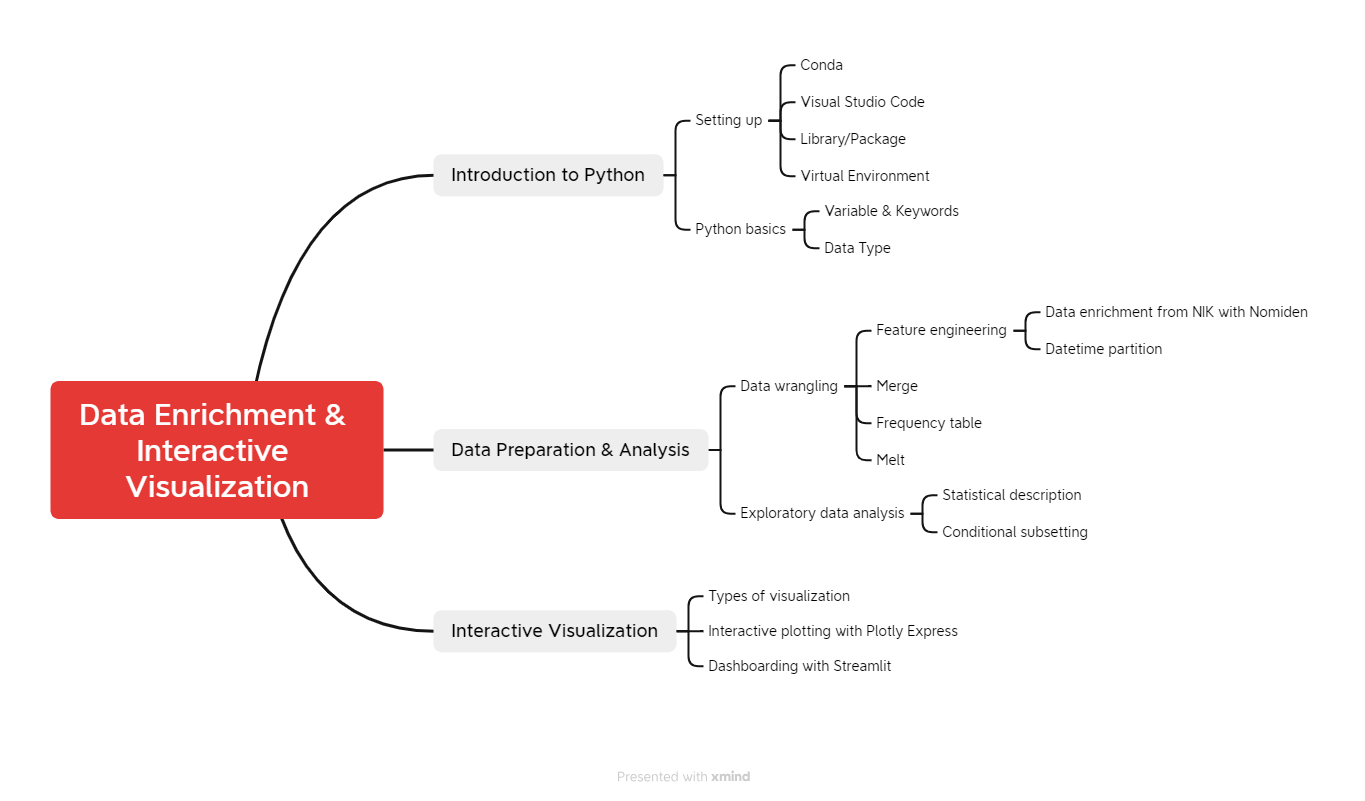 Data Enrichment &
Interactive
Visualization
Introduction to Python
Setting up
Conda
Visual Studio Code
Library/Package
Virtual Environment
Python basics
Variable & Keywords
Data Type
Data Preparation & Analysis
Data wrangling
Feature engineering
Data enrichment from NIK with Nomiden
Datetime partition
Merge
Frequency table
Melt
Exploratory data analysis
Statistical description
Conditional subsetting
Interactive Visualization
Types of visualization
Interactive plotting with Plotly Express
Dashboarding with Streamlit
Presented with xmind